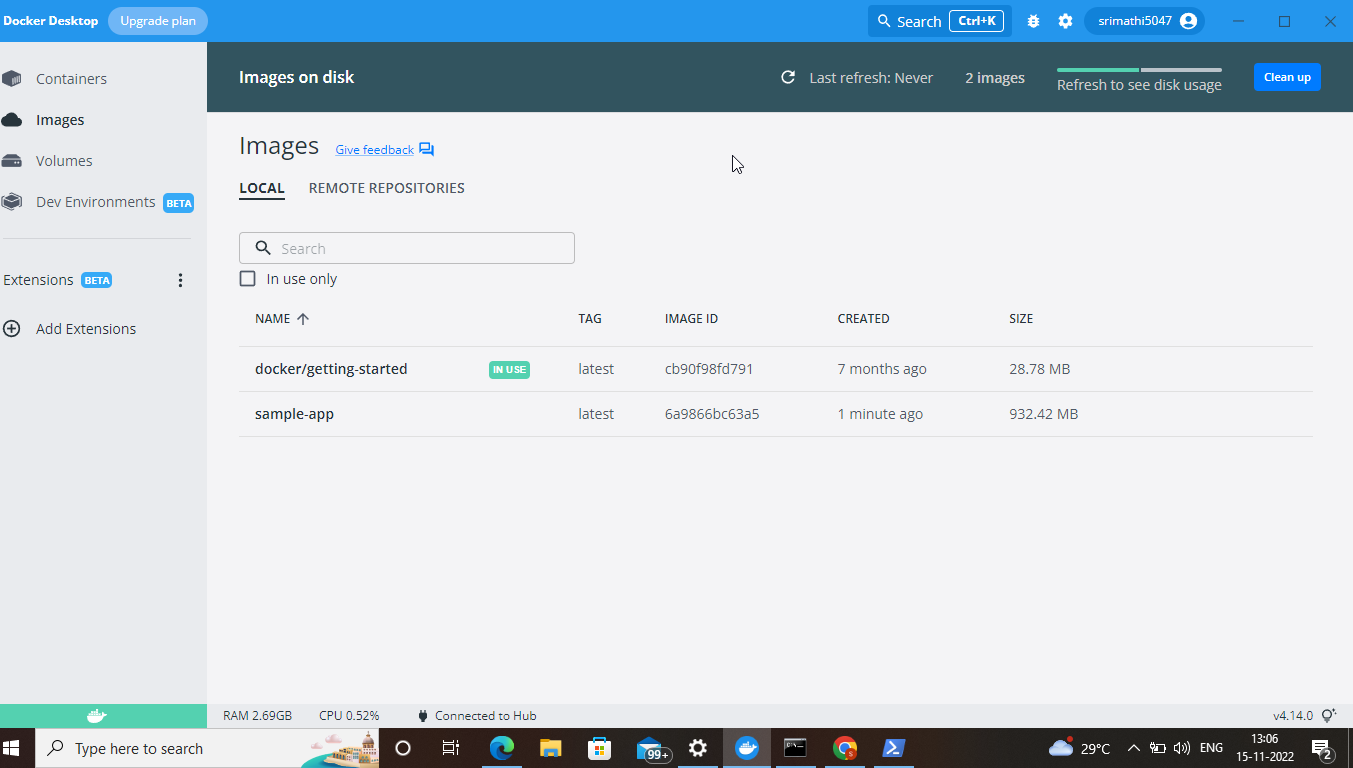 Docker Desktop Upgrade plan Search Ctrl+K srimathi5047
Containers
Images
Volumes
Dev Environments BETA
Extensions BETA
Add Extensions
Images on disk Last refresh: Never 2 images Refresh to see disk usage Clean up
Images Give feedback
LOCAL REMOTE REPOSITORIES
Search
In use only
NAME TAG IMAGE ID CREATED SIZE
docker/getting-started IN USE latest cb90f98fd791 7 months ago 28.78 MB
sample-app latest 6a9866bc63a5 1 minute ago 932.42 MB
RAM 2.69GB CPU 0.52% Connected to Hub v4.14.0
Type here to search 99+ 29°C ENG 13:06
15-11-2022 2